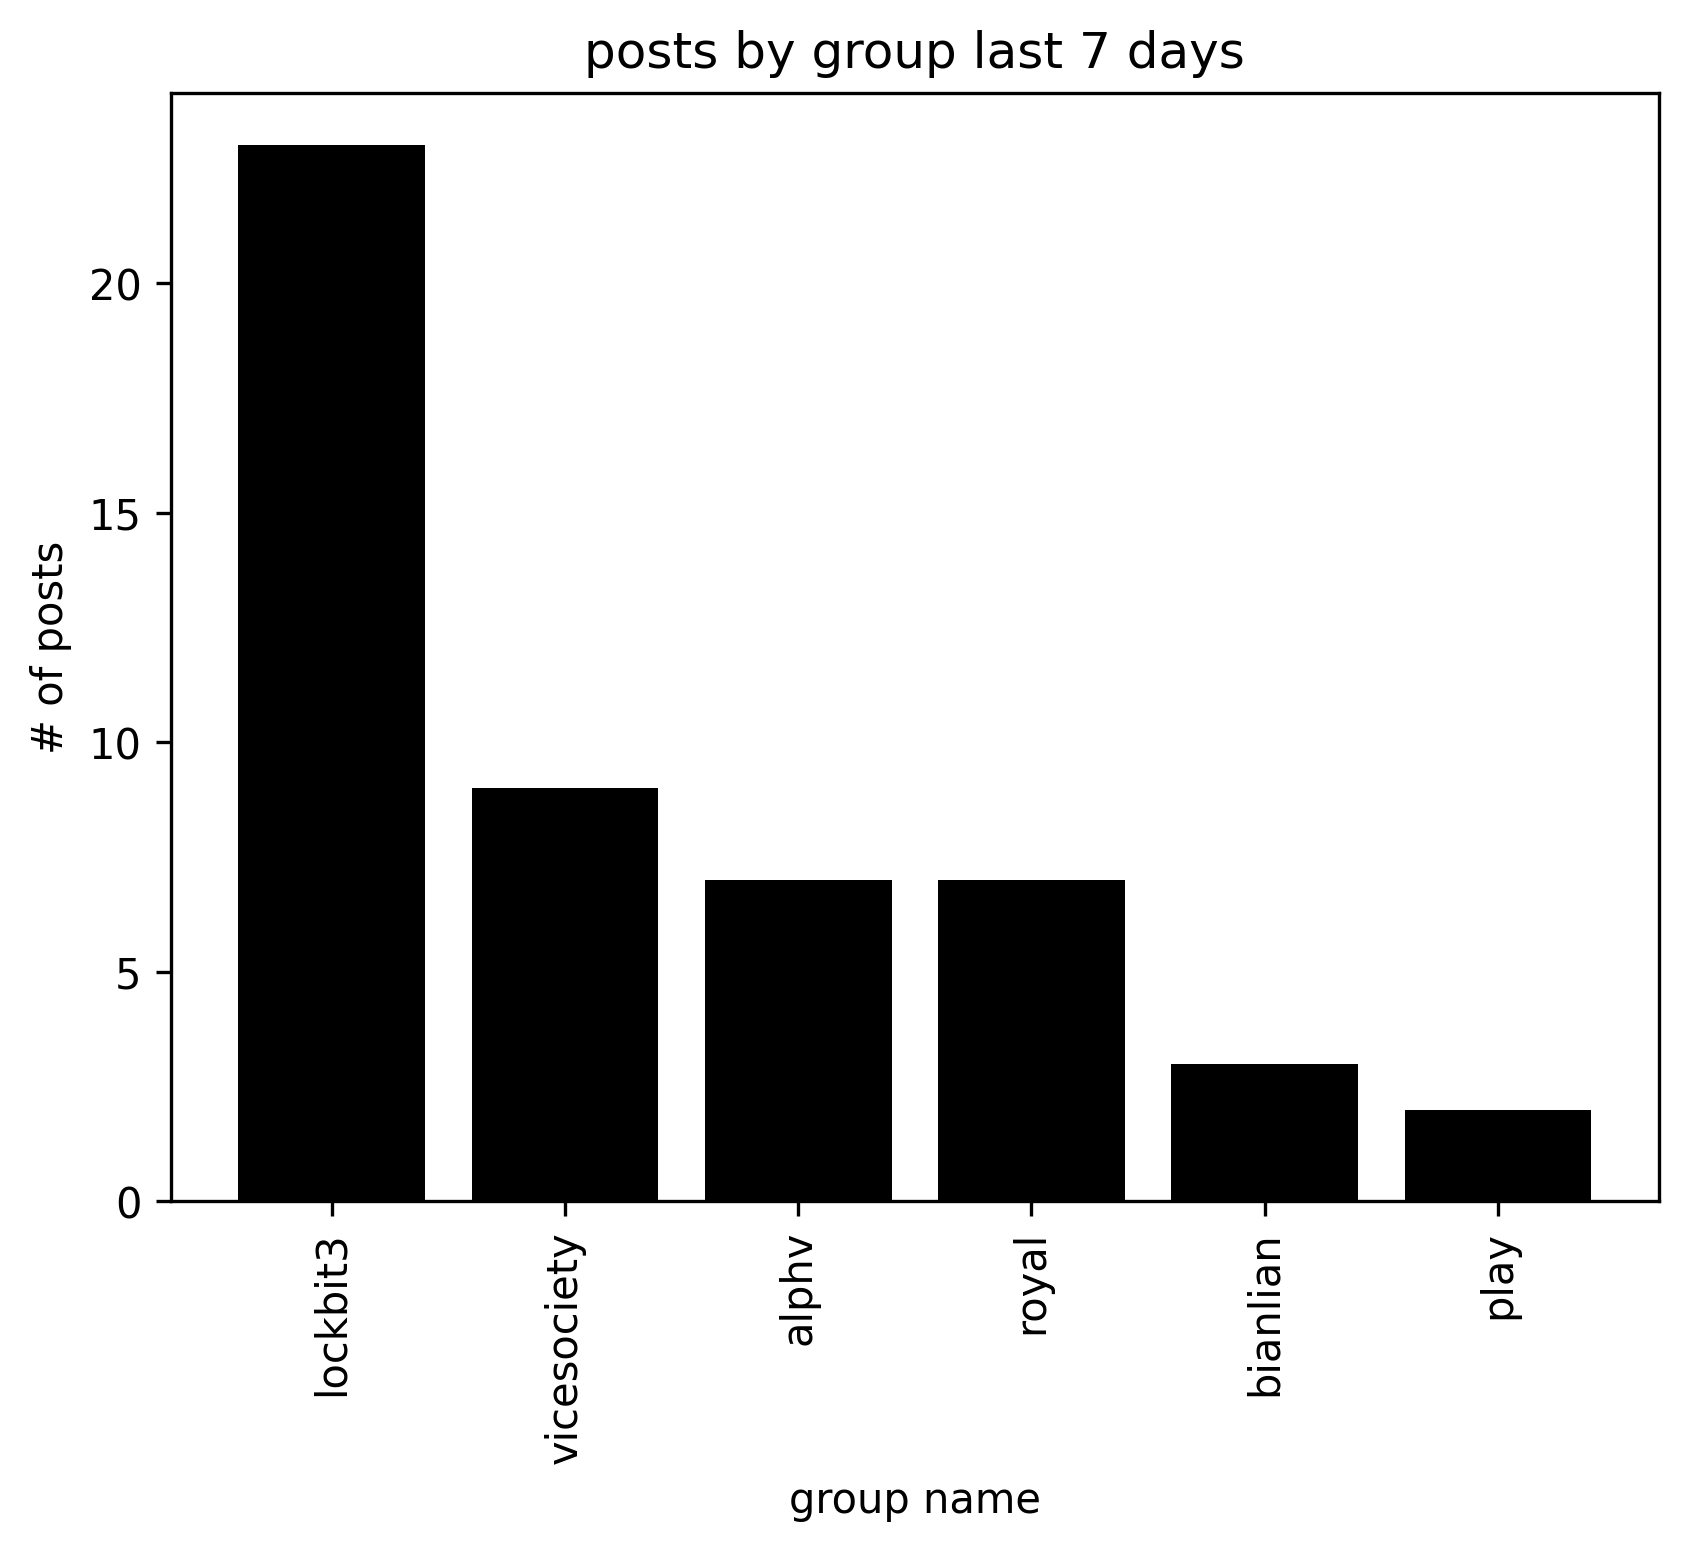 posts by group last 7 days
# of posts
20
15
10
5
0
lockbit3
vicesociety
alphv
royal
bianlian
play
group name